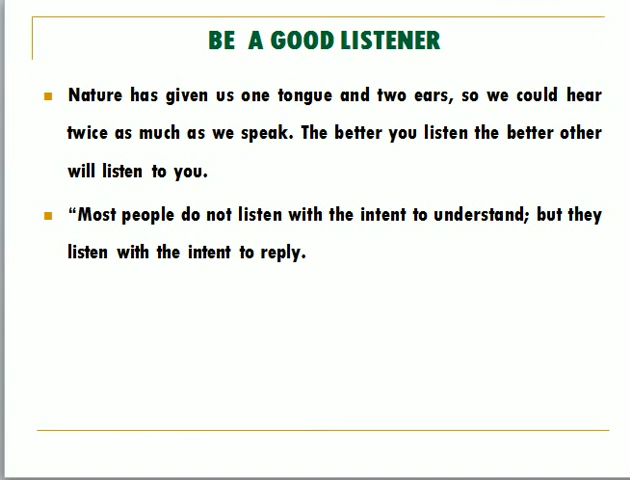 BE A GOOD LISTENER
Nature has given us one tongue and two ears, so we could hear
twice as much as we speak. The better you listen the better other
will listen to you.
“Most people do not listen with the intent to understand; but they
listen with the intent to reply.